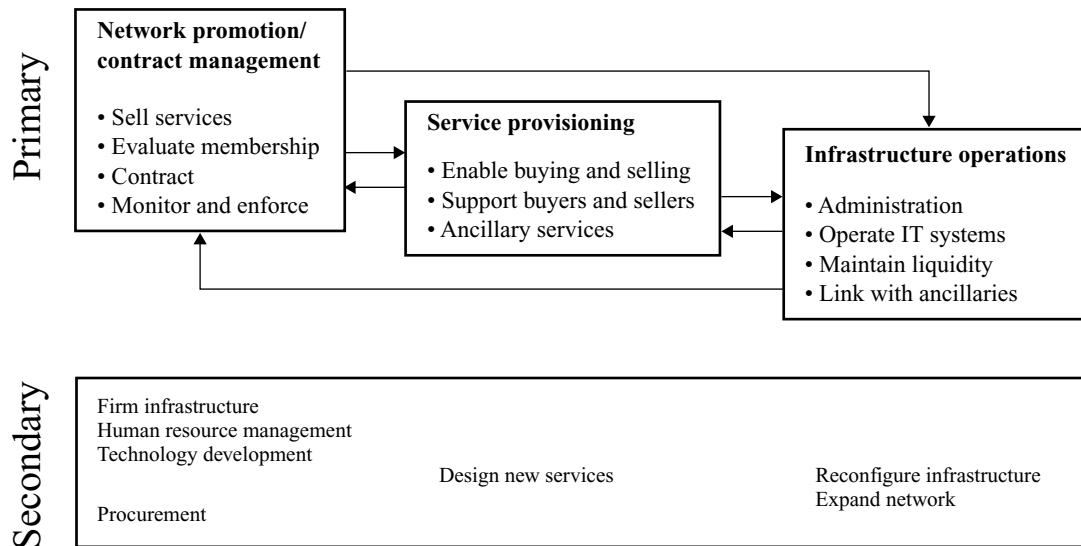 Primary
Network promotion/
contract management
• Sell services
• Evaluate membership
• Contract
• Monitor and enforce
Service provisioning
• Enable buying and selling
• Support buyers and sellers
• Ancillary services
Infrastructure operations
• Administration
• Operate IT systems
• Maintain liquidity
• Link with ancillaries
Secondary
Firm infrastructure
Human resource management
Technology development
Procurement
Design new services
Reconfigure infrastructure
Expand network